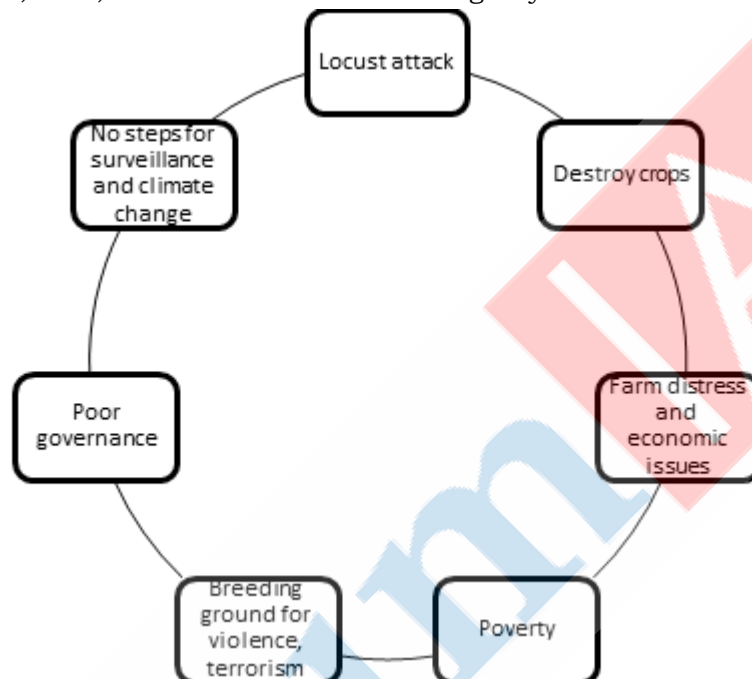 Locust attack
No steps for
surveillance
and climate
change
Destroy crops
Poor
governance
Farm distress
and
economic
issues
Breeding
ground for
violence,
terrorism
Poverty